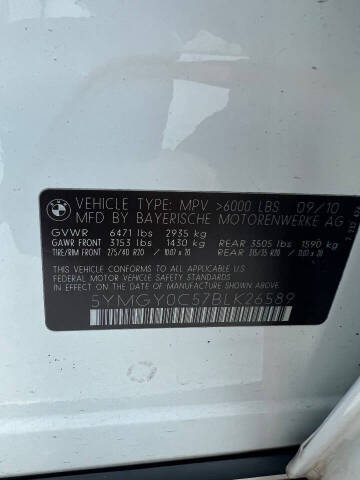 BMW
VEHICLE TYPE: MPV >6000 LBS 09/10
MFD BY BAYERISCHE MOTORENWERKE AG
GVWR 6471 lbs 2935 kg
GAWR FRONT 3153 lbs 1430 kg REAR 3505 lbs 1590 kg
TIRE/RIM FRONT 275/40 R20 10.0J x 20 REAR 315/35 R20 11.0J x 20
THIS VEHICLE CONFORMS TO ALL APPLICABLE
FEDERAL MOTOR VEHICLE SAFETY STANDARDS IN EFFECT ON THE DATE OF MANUFACTURE SHOWN ABOVE
5YMGY0C57BLK26589